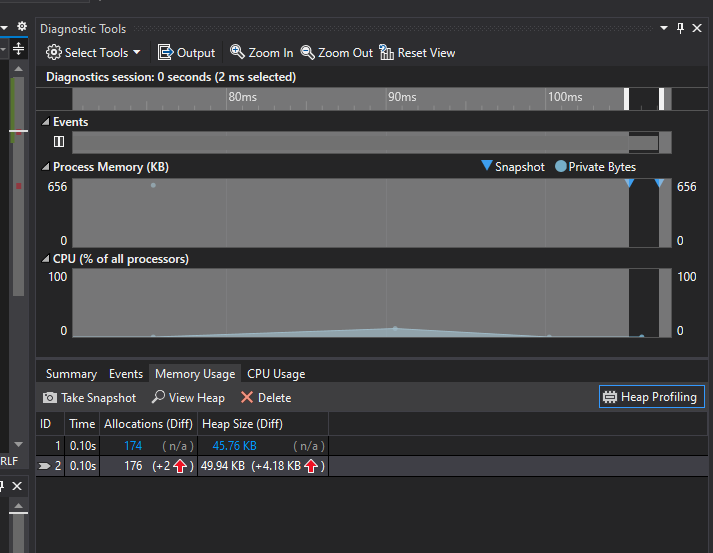 Diagnostic Tools
Select Tools Output Zoom In Zoom Out Reset View
Diagnostics session: 0 seconds (2 ms selected)
80ms 90ms 100ms
Events
Process Memory (KB) Snapshot Private Bytes
656 656
0 0
CPU (% of all processors)
100 100
0 0
Summary Events Memory Usage CPU Usage
Take Snapshot View Heap Delete Heap Profiling
ID Time Allocations (Diff) Heap Size (Diff)
1 0.10s 174 (n/a) 45.76 KB (n/a)
RLF
2 0.10s 176 (+2) 49.94 KB (+4.18 KB)